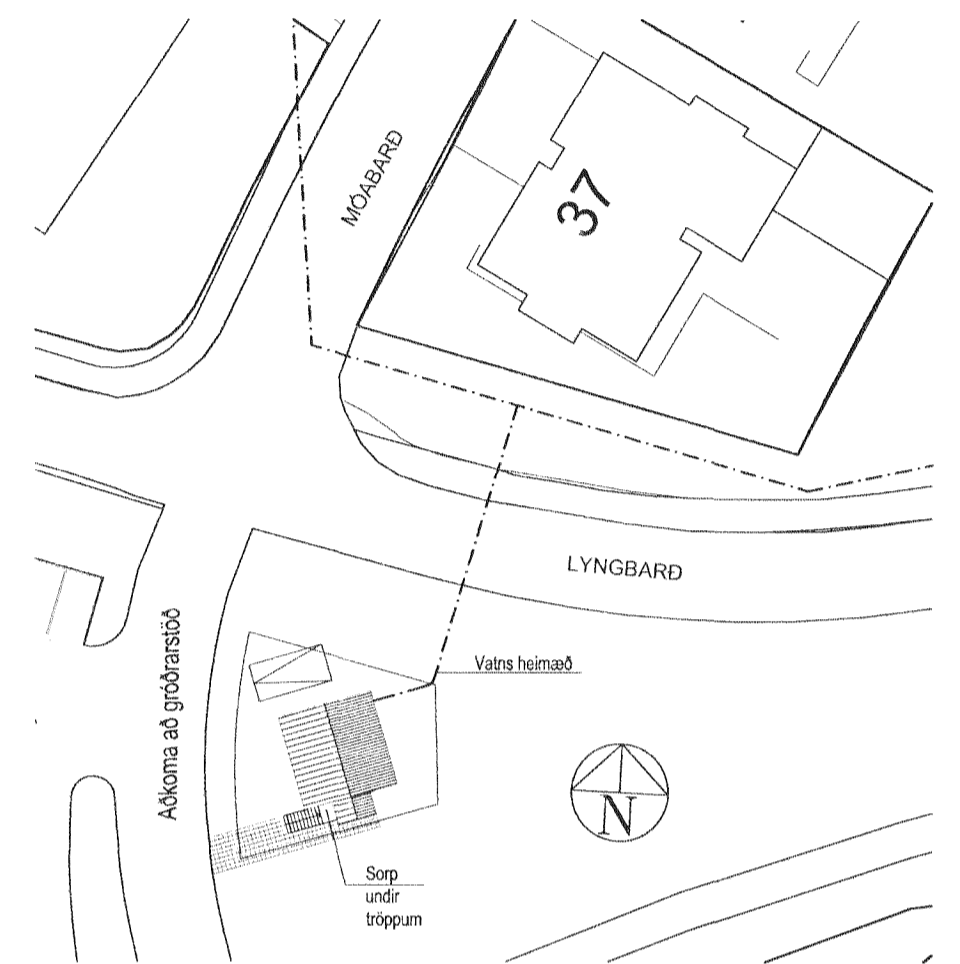 MÓABARÐ
37
LYNGBARÐ
Aðkoma að gróðrarstöð
Vatns heimæð
N
Sorp
undir
tröppum